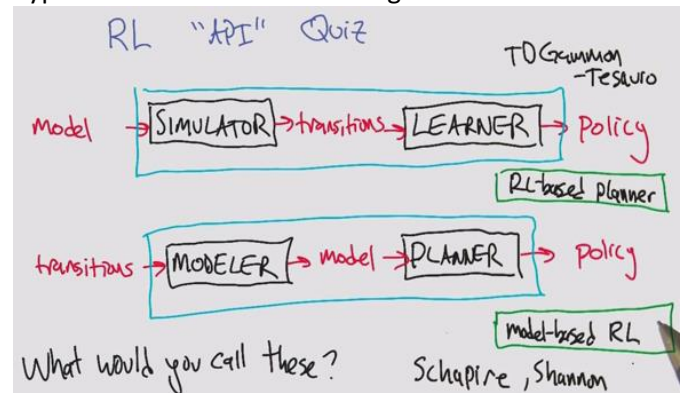 RL "API" Quiz
TDGammon
-Tesauro
model → SIMULATOR → transitions → LEARNER → policy
RL-based planner
transitions → MODELER → model → PLANNER → policy
model-based RL
What would you call these?
Schapire, Shannon